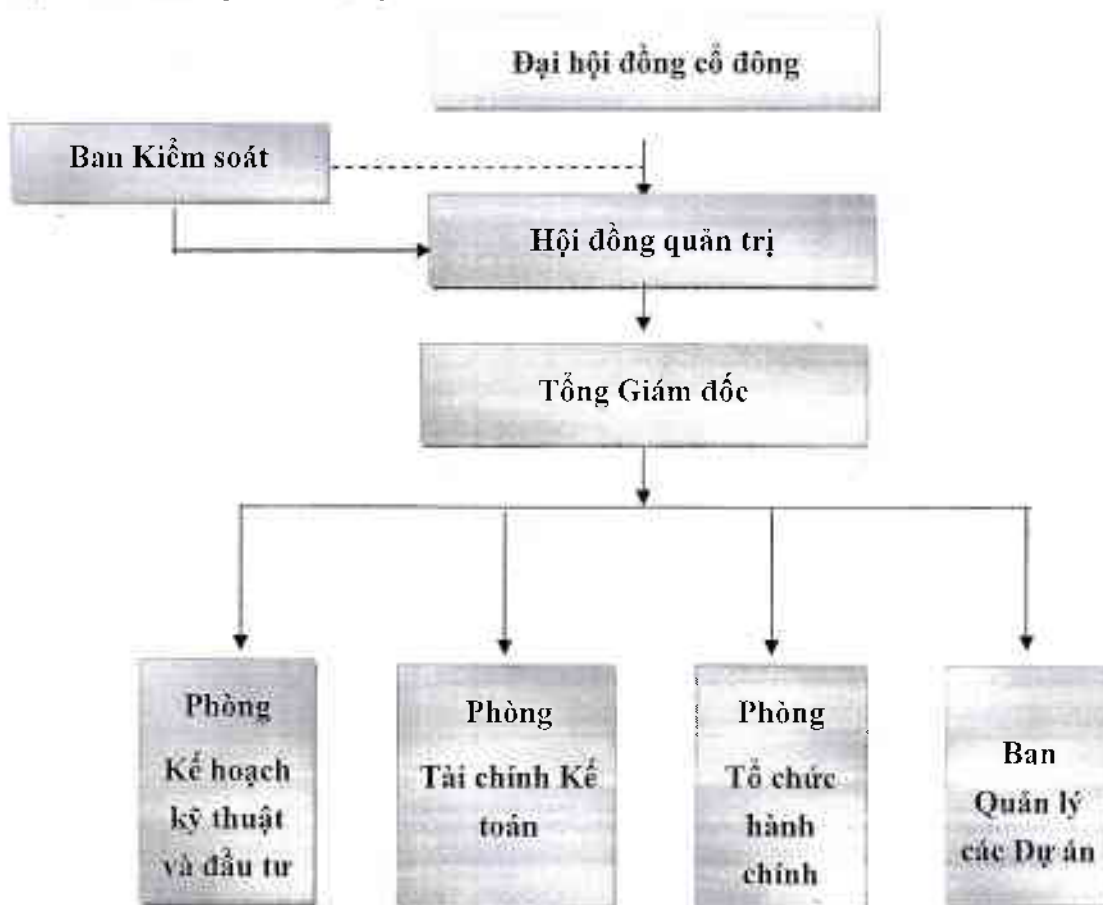 Đại hội đồng cổ đông
Ban Kiểm soát
Hội đồng quản trị
Tổng Giám đốc
Phòng
Kế hoạch
kỹ thuật
và đầu tư
Phòng
Tài chính Kế
toán
Phòng
Tổ chức
hành
chính
Ban
Quản lý
các Dự án